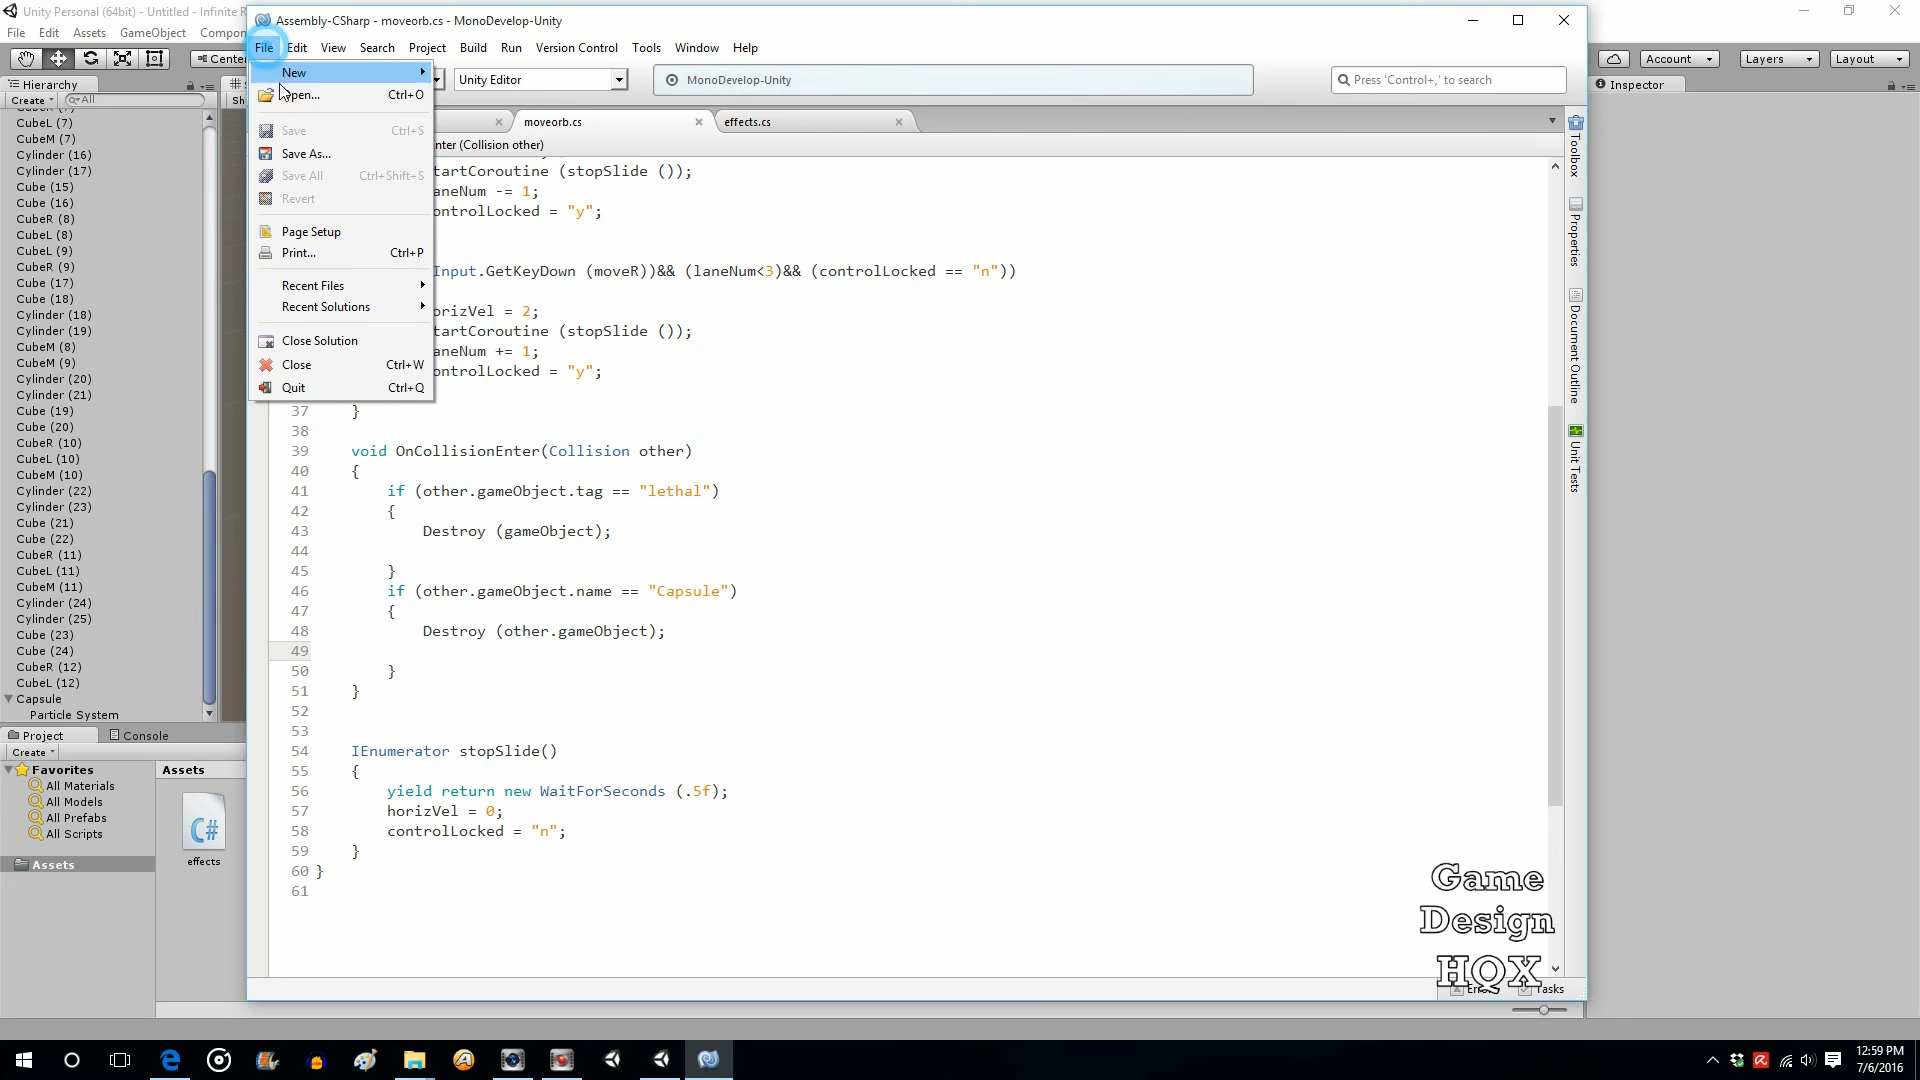 Unity Personal (64bit) - Untitled - Infinite R
File Edit Assets GameObject Compon
Center
Account Layers Layout
Hierarchy
Create All
CubeL (7)
CubeM (7)
Cylinder (16)
Cylinder (17)
Cube (15)
Cube (16)
CubeR (8)
CubeL (8)
CubeL (9)
CubeR (9)
Cube (17)
Cube (18)
Cylinder (18)
Cylinder (19)
CubeM (8)
CubeM (9)
Cylinder (20)
Cylinder (21)
Cube (19)
Cube (20)
CubeR (10)
CubeL (10)
CubeM (10)
Cylinder (22)
Cylinder (23)
Cube (21)
Cube (22)
CubeR (11)
CubeL (11)
CubeM (11)
Cylinder (24)
Cylinder (25)
Cube (23)
Cube (24)
CubeR (12)
CubeL (12)
Capsule
Particle System
Project Console
Create
Favorites
All Materials
All Models
All Prefabs
All Scripts
Assets
Assets
effects
Assembly-CSharp - moveorb.cs - MonoDevelop-Unity
File Edit View Search Project Build Run Version Control Tools Window Help
Unity Editor
MonoDevelop-Unity
Press 'Control+,' to search
New
Open... Ctrl+O
Save Ctrl+S
Save As...
Save All Ctrl+Shift+S
Revert
Page Setup
Print... Ctrl+P
Recent Files
Recent Solutions
Close Solution
Close Ctrl+W
Quit Ctrl+Q
moveorb.cs
effects.cs
nter (Collision other)
tartCoroutine (stopSlide ());
aneNum -= 1;
ontrolLocked = "y";
Input.GetKeyDown (moveR))&& (laneNum<3)&& (controlLocked == "n"))
orizVel = 2;
tartCoroutine (stopSlide ());
aneNum += 1;
ontrolLocked = "y";
37 }
38
39 void OnCollisionEnter(Collision other)
40 {
41 if (other.gameObject.tag == "lethal")
42 {
43 Destroy (gameObject);
44
45 }
46 if (other.gameObject.name == "Capsule")
47 {
48 Destroy (other.gameObject);
49
50 }
51 }
52
53
54 IEnumerator stopSlide()
55 {
56 yield return new WaitForSeconds (.5f);
57 horizVel = 0;
58 controlLocked = "n";
59 }
60 }
61
Toolbox
Properties
Document Outline
Unit Tests
Inspector
Game
Design
HQX
Tasks
12:59 PM
7/6/2016